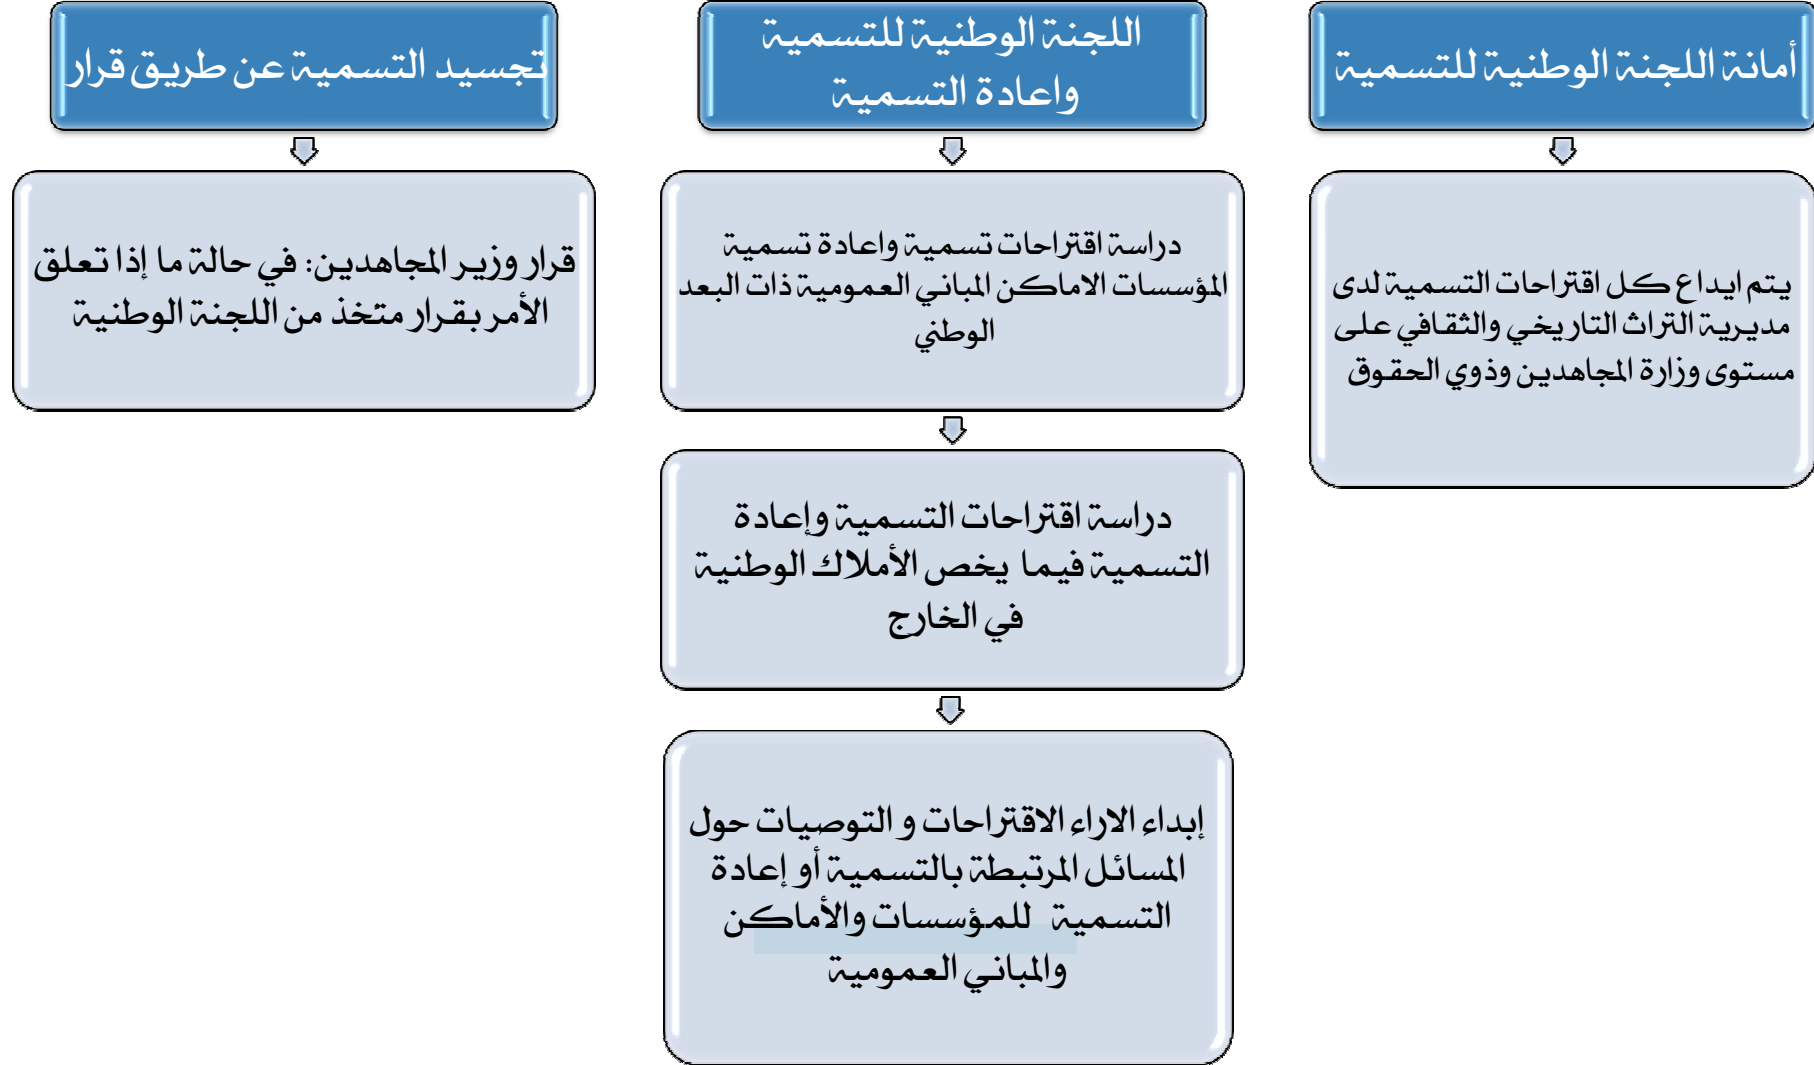 أمانة اللجنة الوطنية للتسمية
يتم ايداع كل اقتراحات التسمية لدى
مديرية التراث التاريخي والثقافي على
مستوى وزارة المجاهدين وذوي الحقوق
اللجنة الوطنية للتسمية
واعادة التسمية
دراسة اقتراحات تسمية واعادة تسمية
المؤسسات الاماكن المباني العمومية ذات البعد
الوطني
دراسة اقتراحات التسمية وإعادة
التسمية فيما يخص الأملاك الوطنية
في الخارج
إبداء الاراء الاقتراحات و التوصيات حول
المسائل المرتبطة بالتسمية أو إعادة
التسمية للمؤسسات والأماكن
والمباني العمومية
تجسيد التسمية عن طريق قرار
قرار وزير المجاهدين: في حالة ما إذا تعلق
الأمر بقرار متخذ من اللجنة الوطنية